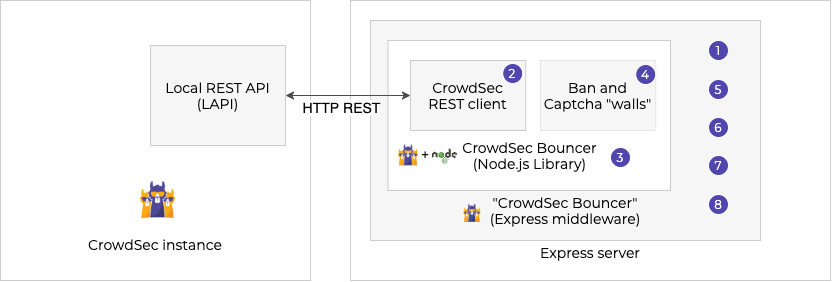 Local REST API
(LAPI)
CrowdSec instance
HTTP REST
CrowdSec
REST client
2
Ban and
Captcha "walls"
4
+ node
CrowdSec Bouncer
(Node.js Library)
3
"CrowdSec Bouncer"
(Express middleware)
1
5
6
7
8
Express server